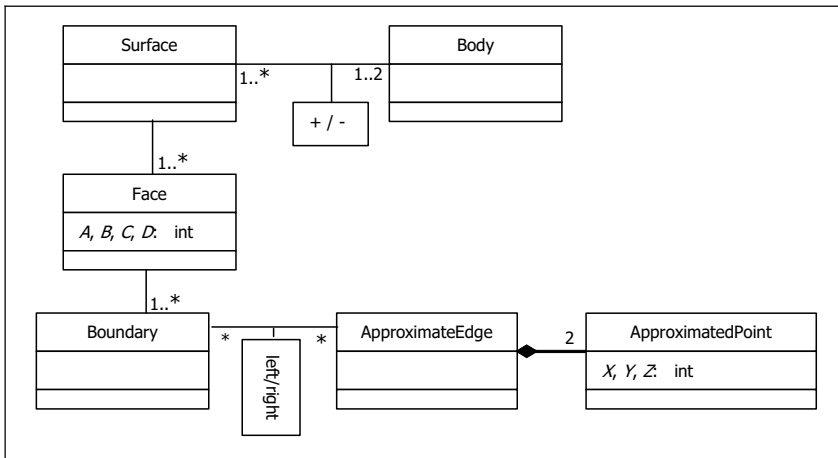 Surface
Body
1..*
1..2
+ / -
1..*
Face
A, B, C, D: int
1..*
Boundary
*
*
left/right
ApproximateEdge
2
ApproximatedPoint
X, Y, Z: int